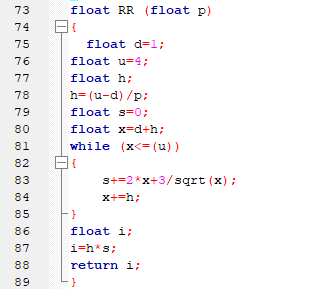 73 float RR (float p)
74 {
75 float d=1;
76 float u=4;
77 float h;
78 h=(u-d)/p;
79 float s=0;
80 float x=d+h;
81 while (x<=(u))
82 {
83 s+=2*x+3/sqrt(x);
84 x+=h;
85 }
86 float i;
87 i=h*s;
88 return i;
89 }